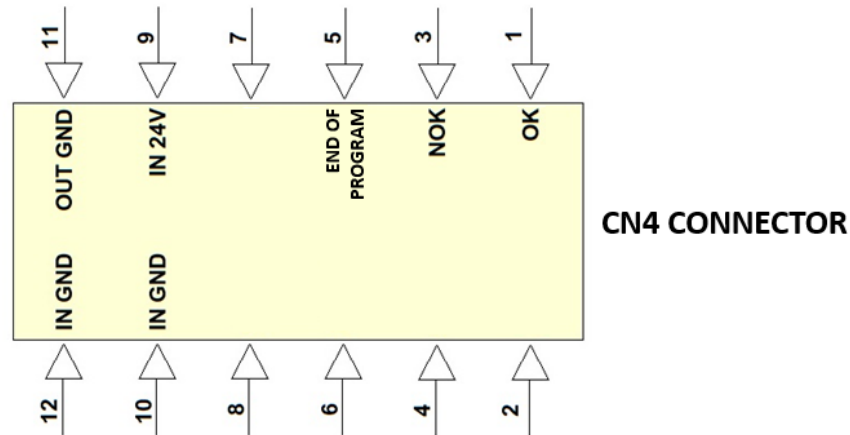 11 9 7 5 3 1
OUT GND
IN 24V
END OF
PROGRAM
NOK
OK
CN4 CONNECTOR
IN GND
IN GND
12 10 8 6 4 2